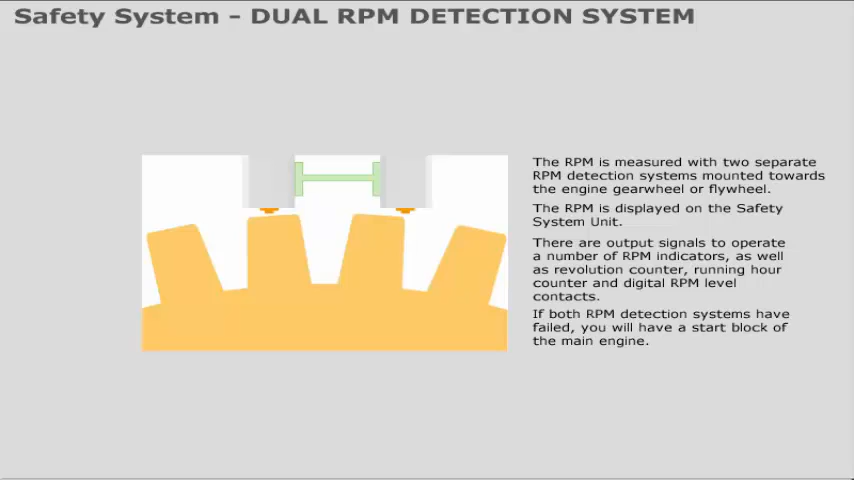 Safety System - DUAL RPM DETECTION SYSTEM
The RPM is measured with two separate
RPM detection systems mounted towards
the engine gearwheel or flywheel.
The RPM is displayed on the Safety
System Unit.
There are output signals to operate
a number of RPM indicators, as well
as revolution counter, running hour
counter and digital RPM level
contacts.
If both RPM detection systems have
failed, you will have a start block of
the main engine.